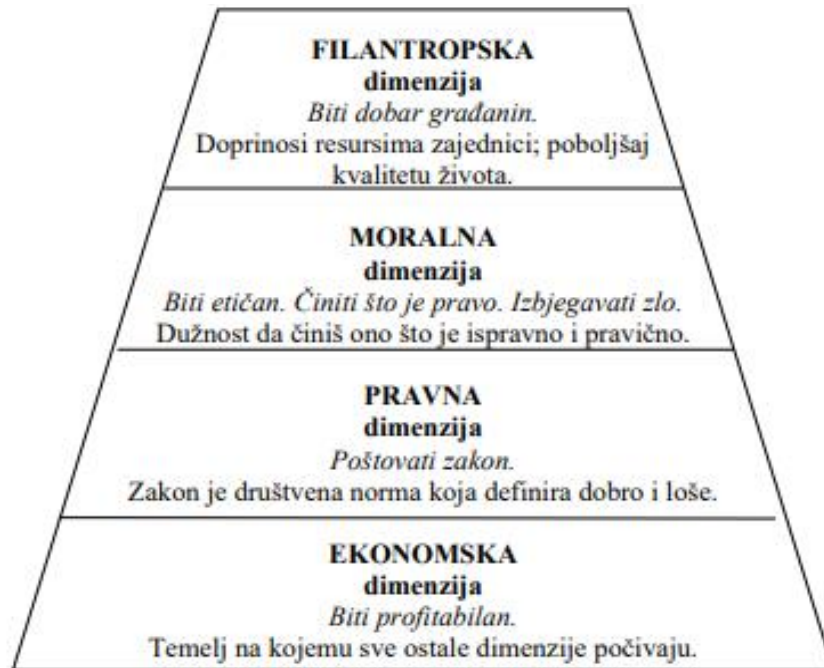 FILANTROPSKA
dimenzija
Biti dobar građanin.
Doprinosi resursima zajednici; poboljšaj
kvalitetu života.
MORALNA
dimenzija
Biti etičan. Činiti što je pravo. Izbjegavati zlo.
Dužnost da činiš ono što je ispravno i pravično.
PRAVNA
dimenzija
Poštovati zakon.
Zakon je društvena norma koja definira dobro i loše.
EKONOMSKA
dimenzija
Biti profitabilan.
Temelj na kojemu sve ostale dimenzije počivaju.